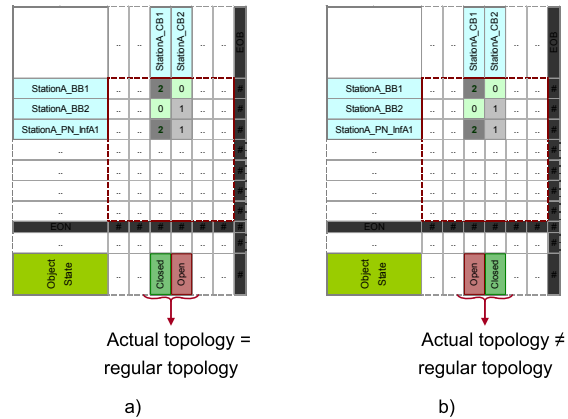 .. .. StationA_CB1 StationA_CB2 .. .. EOB
StationA_BB1 .. .. 2 0 .. .. #
StationA_BB2 .. .. 0 1 .. .. #
StationA_PN_InfA1 .. .. 2 1 .. .. #
.. .. .. .. .. .. .. #
.. .. .. .. .. .. .. #
.. .. .. .. .. .. .. #
.. .. .. .. .. .. .. #
EON # # # # # # #
.. .. .. .. .. .. .. #
Object State .. .. Closed Open .. .. #
Actual topology =
regular topology
a)
.. .. StationA_CB1 StationA_CB2 .. .. EOB
StationA_BB1 .. .. 2 0 .. .. #
StationA_BB2 .. .. 0 1 .. .. #
StationA_PN_InfA1 .. .. 2 1 .. .. #
.. .. .. .. .. .. .. #
.. .. .. .. .. .. .. #
.. .. .. .. .. .. .. #
.. .. .. .. .. .. .. #
EON # # # # # # #
.. .. .. .. .. .. .. #
Object State .. .. Open Closed .. .. #
Actual topology ≠
regular topology
b)